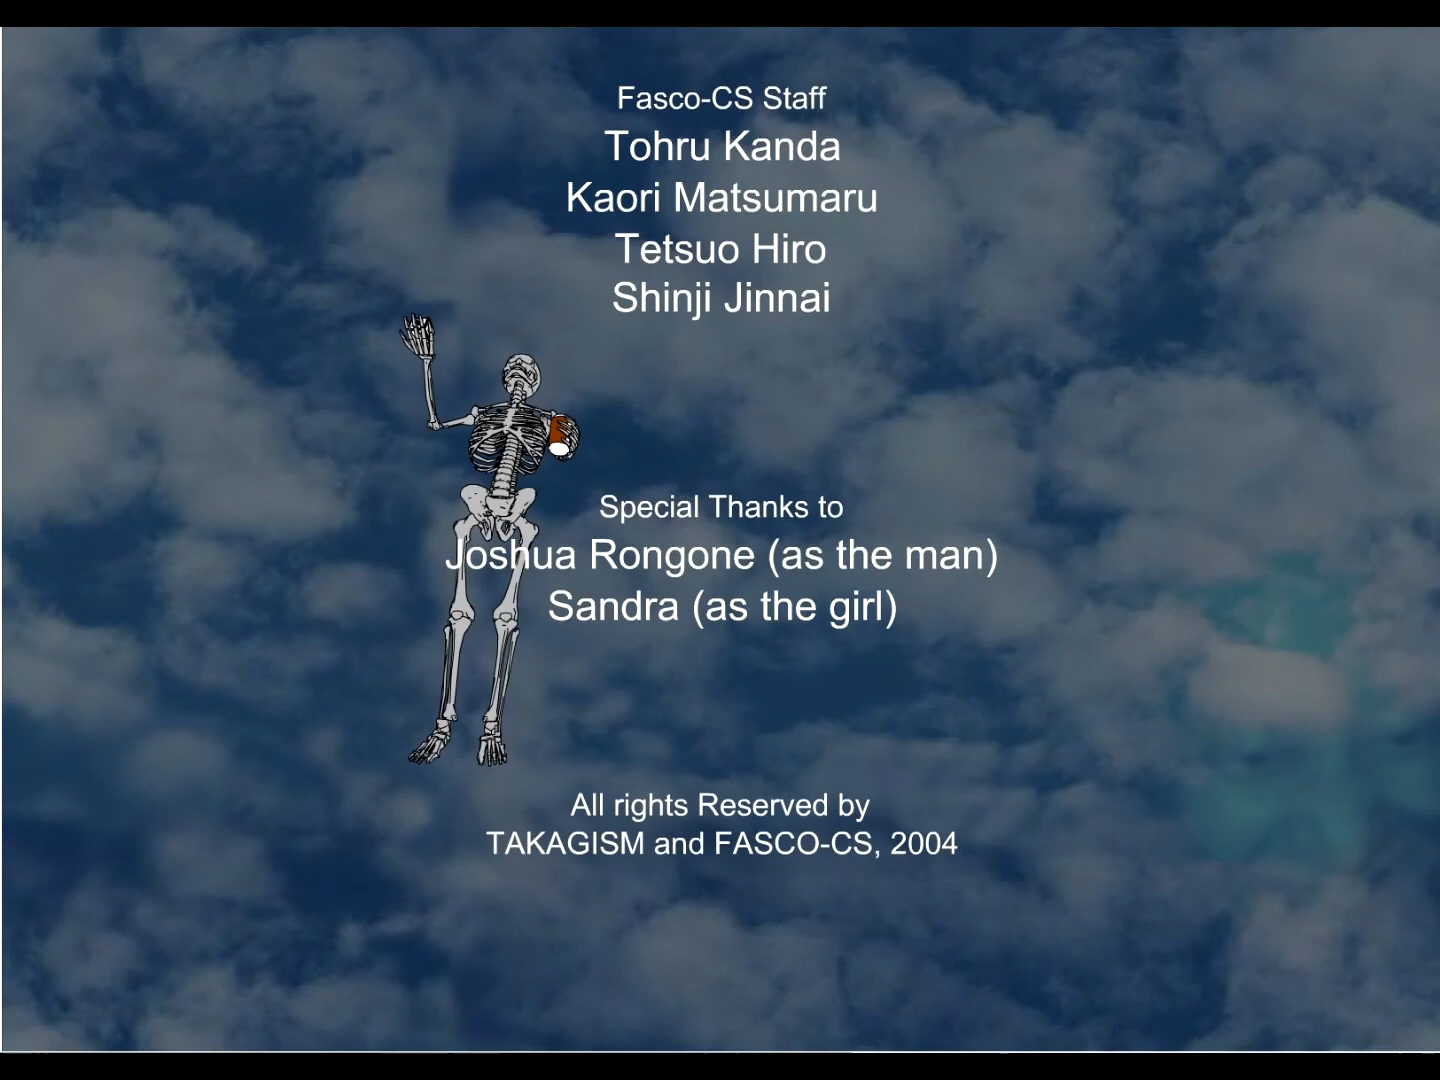 Fasco-CS Staff
Tohru Kanda
Kaori Matsumaru
Tetsuo Hiro
Shinji Jinnai
Special Thanks to
Joshua Rongone (as the man)
Sandra (as the girl)
All rights Reserved by
TAKAGISM and FASCO-CS, 2004